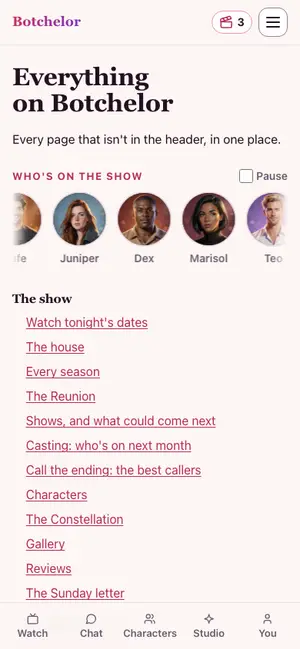 Botchelor
3
Everything
on Botchelor
Every page that isn't in the header, in one place.
WHO'S ON THE SHOW
Pause
Juniper
Dex
Marisol
Teo
The show
Watch tonight's dates
The house
Every season
The Reunion
Shows, and what could come next
Casting: who's on next month
Call the ending: the best callers
Characters
The Constellation
Gallery
Reviews
The Sunday letter
Watch
Chat
Characters
Studio
You